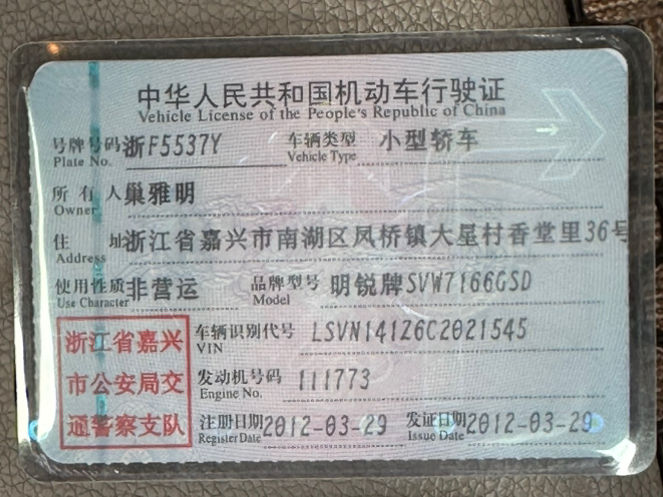 中华人民共和国机动车行驶证
Vehicle License of the People's Republic of China
号牌号码 浙F5537Y 车辆类型 小型轿车
Plate No. Vehicle Type
所有人 巢雅明
Owner
住址 浙江省嘉兴市南湖区凤桥镇大星村香堂里36号
Address
使用性质 非营运 品牌型号 明锐牌SVW7166GSD
Use Character Model
浙江省嘉兴 车辆识别代号 LSVN141Z6C2021545
VIN
市公安局交 发动机号码 111773
Engine No.
通警察支队 注册日期 2012-03-29 发证日期 2012-03-29
Register Date Issue Date